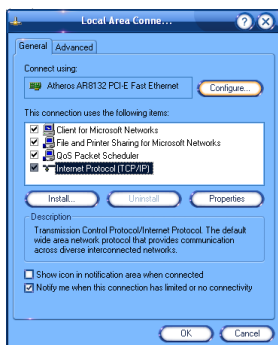 Local Area Conne...
General
Advanced
Connect using:
Atheros AR8132 PCI-E Fast Ethernet
Configure...
This connection uses the following items:
Client for Microsoft Networks
File and Printer Sharing for Microsoft Networks
QoS Packet Scheduler
Internet Protocol (TCP/IP)
Install...
Uninstall
Properties
Description
Transmission Control Protocol/Internet Protocol. The default
wide area network protocol that provides communication
across diverse interconnected networks.
Show icon in notification area when connected
Notify me when this connection has limited or no connectivity
OK
Cancel